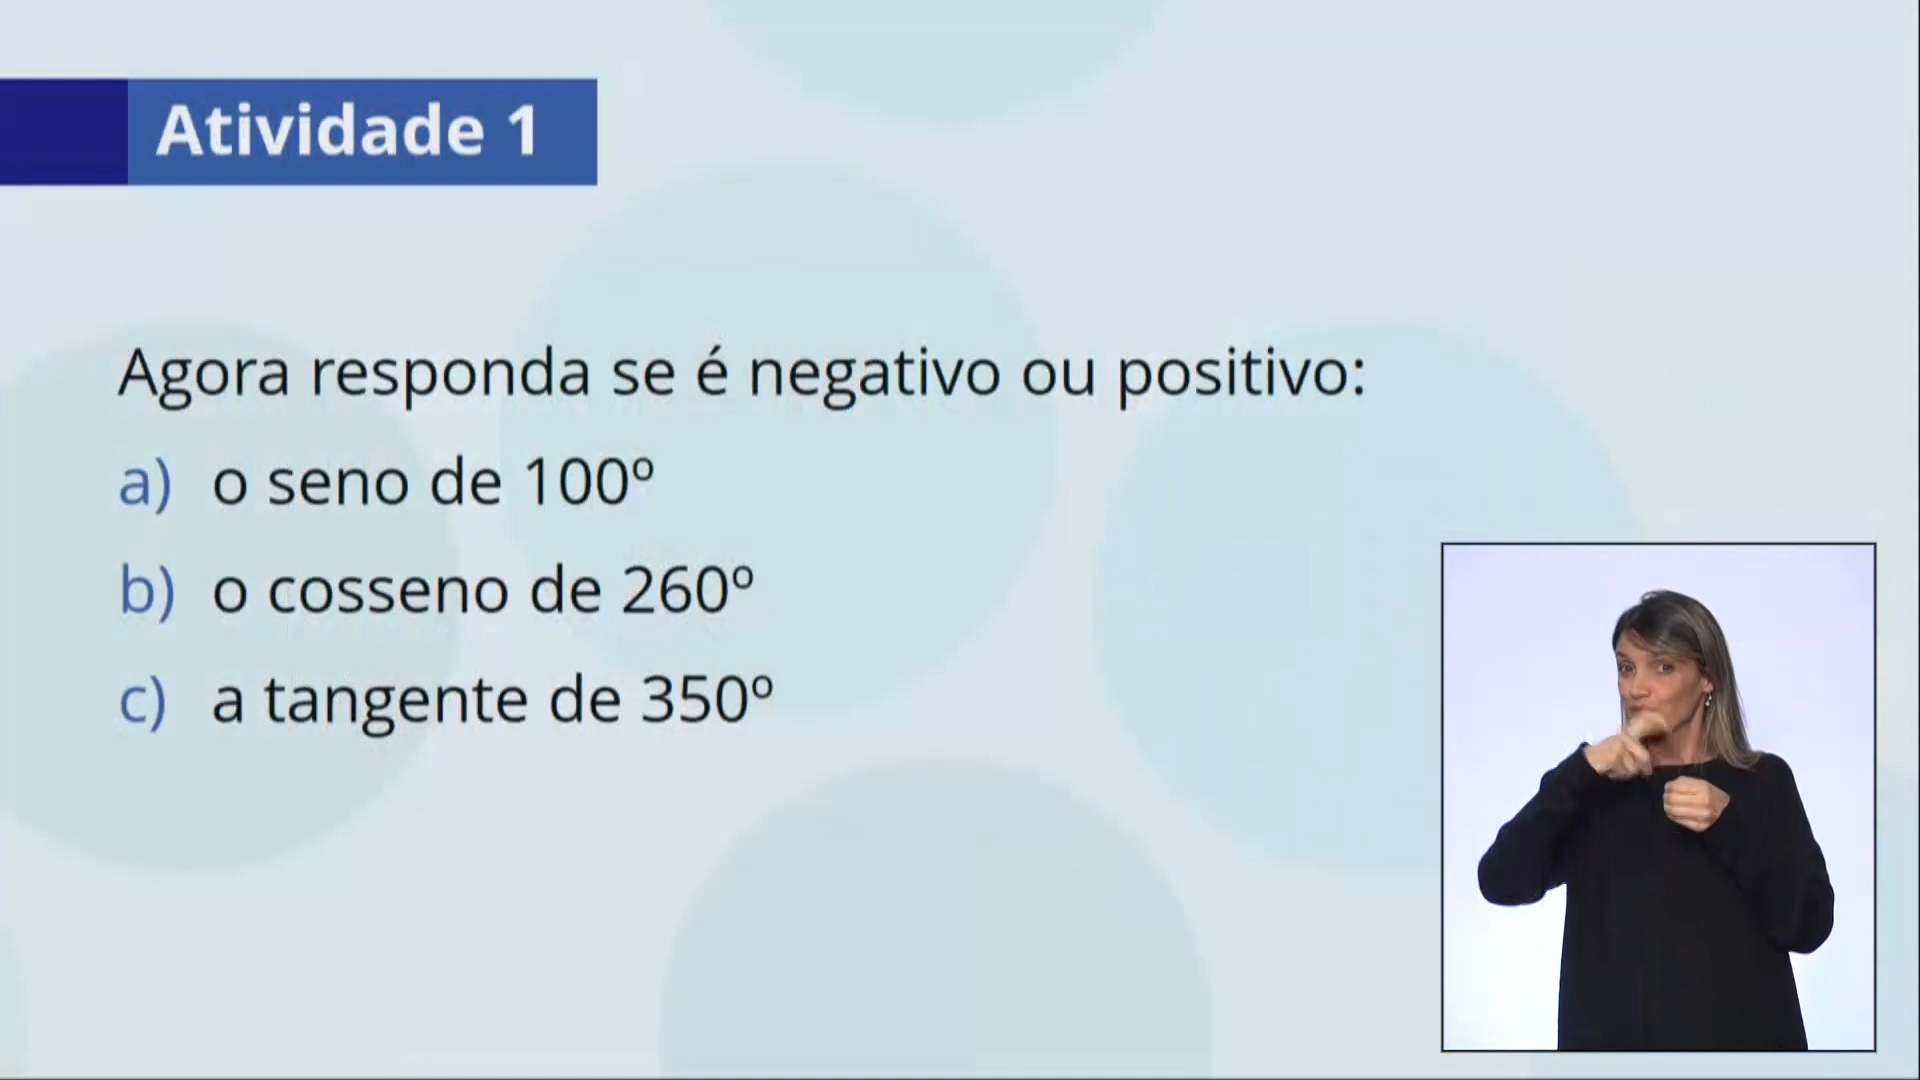 Atividade 1
Agora responda se é negativo ou positivo:
a) o seno de 100º
b) o cosseno de 260º
c) a tangente de 350º